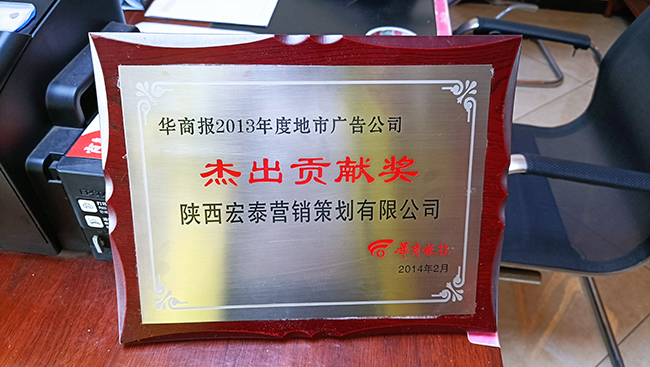 华商报2013年度地市广告公司
杰出贡献奖
陕西宏泰营销策划有限公司
华商报社
2014年2月